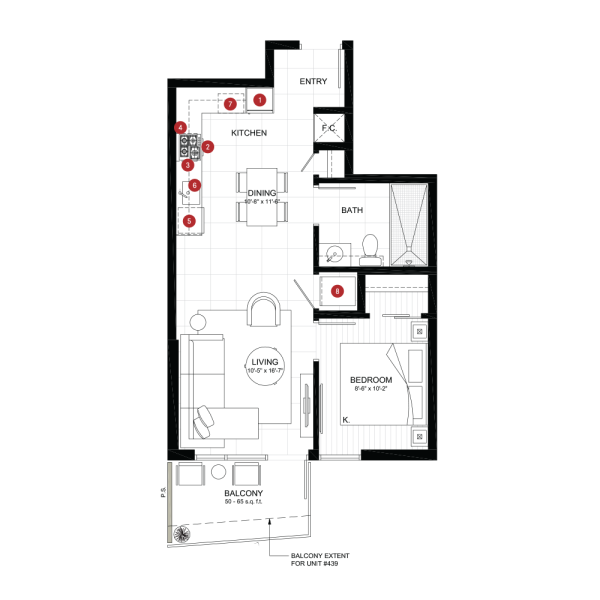 ENTRY
1
7
KITCHEN
F.C.
4
2
3
6
5
DINING
10'-6" x 11'-6"
BATH
8
LIVING
10'-5" x 16'-7"
BEDROOM
8'-6" x 10'-2"
K.
P.S.
BALCONY
50 - 65 s.q. f.t.
BALCONY EXTENT
FOR UNIT #439